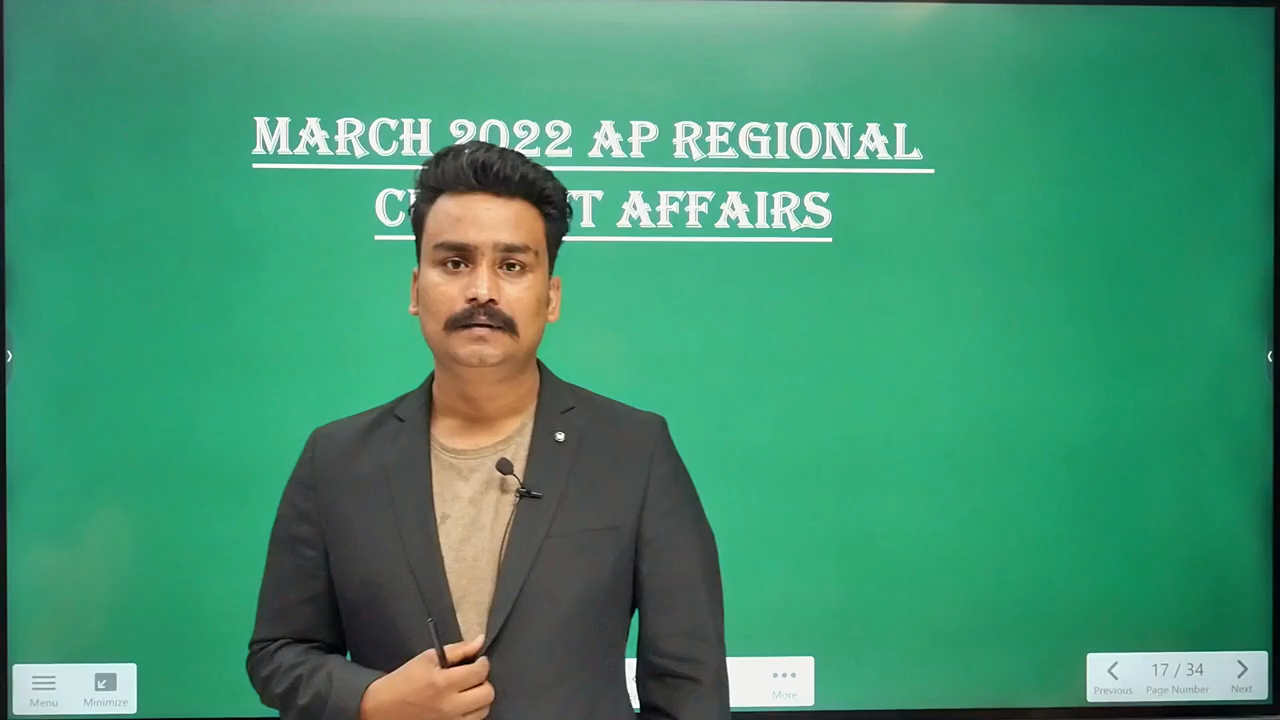 MARCH 2022 AP REGIONAL
AFFAIRS
Menu
Minimize
More
Previous
17 / 34
Page Number
Next